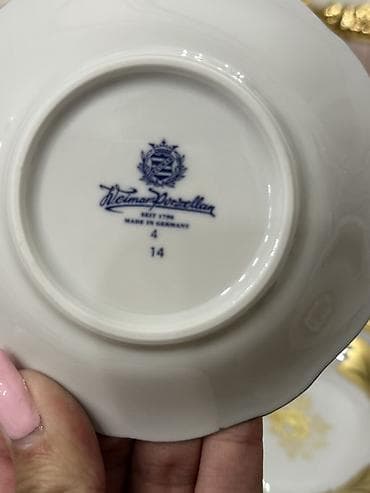 Weimar Porzellan
SEIT 1790
MADE IN GERMANY
4
14